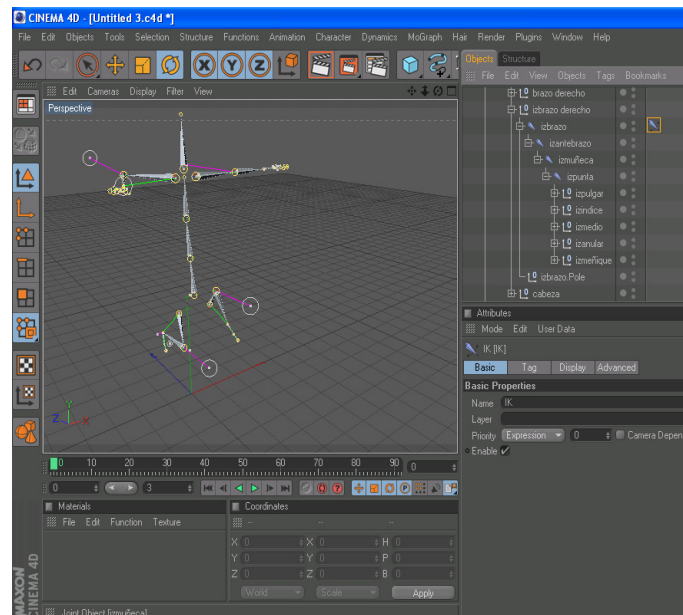 CINEMA 4D - [Untitled 3.c4d *]
File Edit Objects Tools Selection Structure Functions Animation Character Dynamics MoGraph Hair Render Plugins Window Help
Objects Structure
File Edit View Objects Tags Bookmarks
Edit Cameras Display Filter View
Perspective
brazo derecho
izbrazo derecho
izbrazo
izantebrazo
izmuñeca
izpunta
izpulgar
izindice
izmedio
izanular
izmeñique
izbrazo.Pole
cabeza
Attributes
Mode Edit User Data
IK [IK]
Basic Tag Display Advanced
Basic Properties
Name IK
Layer
Priority Expression 0 Camera Depen
Enable
Y
Z X
0 10 20 30 40 50 60 70 80 90 0
0 3
Materials
File Edit Function Texture
Coordinates
-- -- --
X 0 X 0 H 0
Y 0 Y 0 P 0
Z 0 Z 0 B 0
World Scale Apply
MAXON
CINEMA 4D
Joint Object [izmuñeca]